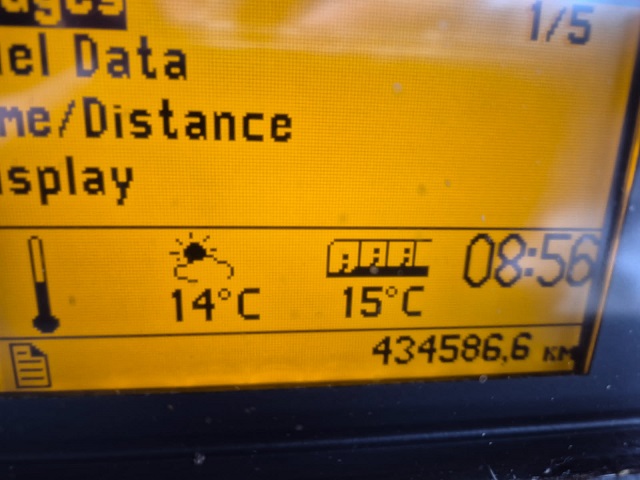 1/5
el Data
me/Distance
splay
08:56
14°C 15°C
434586,6 KM